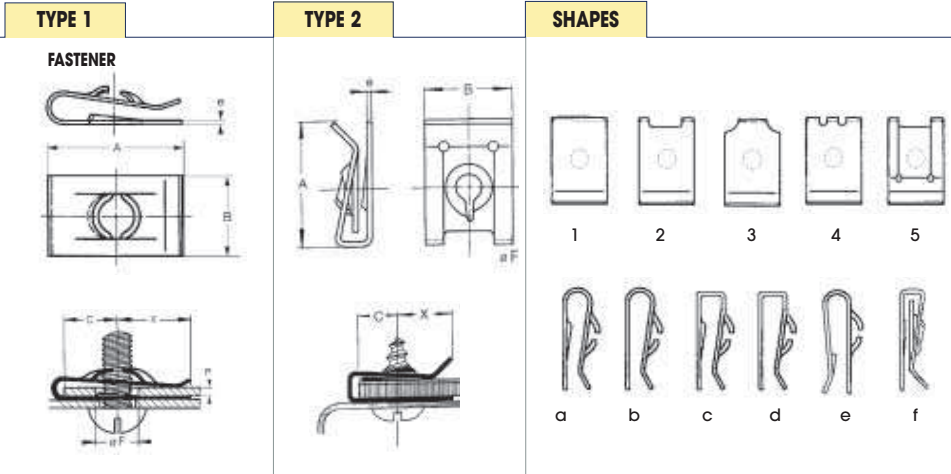 TYPE 1
TYPE 2
SHAPES
FASTENER
e
A
B
C
x
øF
e
B
A
øF
C
X
1 2 3 4 5
a b c d e f